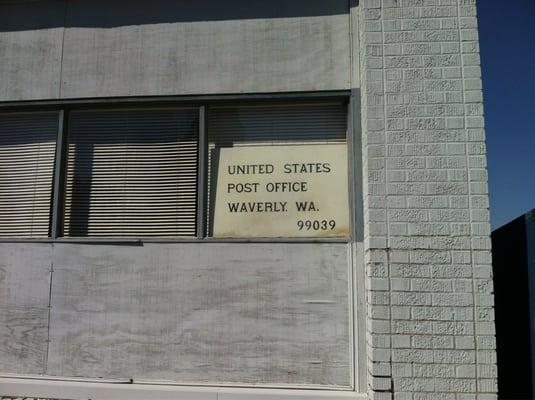 UNITED STATES
POST OFFICE
WAVERLY. WA.
99039